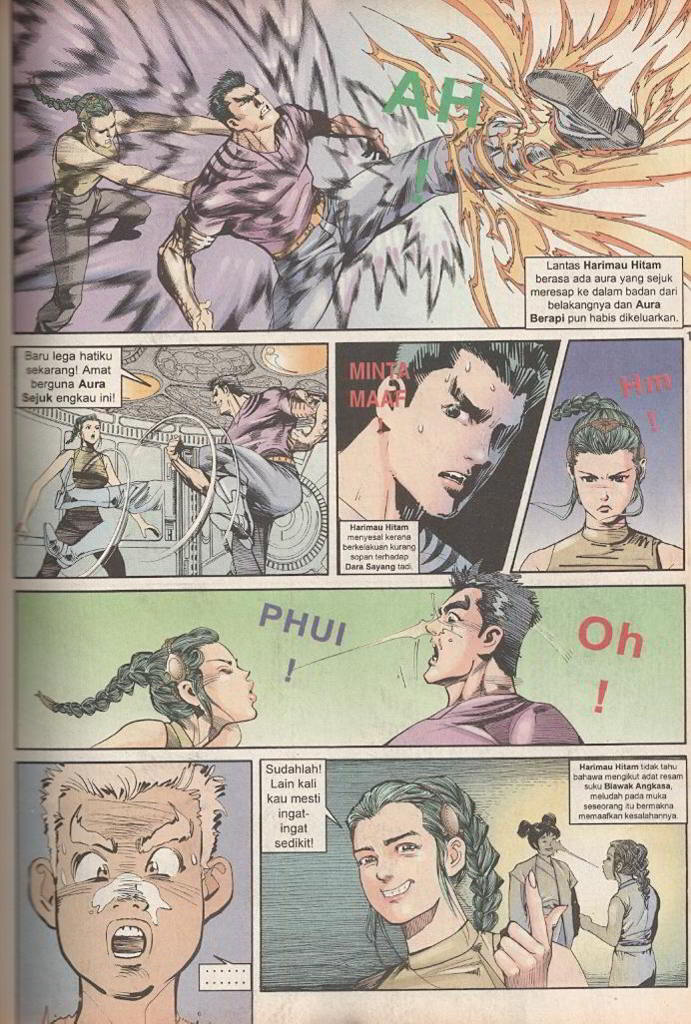 AH
!
Lantas Harimau Hitam
berasa ada aura yang sejuk
meresap ke dalam badan dari
belakangnya dan Aura
Berapi pun habis dikeluarkan.
Baru lega hatiku
sekarang! Amat
berguna Aura
Sejuk engkau ini!
MINTA
MAAF
Harimau Hitam
menyesal kerana
berkelakuan kurang
sopan terhadap
Dara Sayang tadi.
Hm
!
PHUI
!
Oh
!
..........
Sudahlah!
Lain kali
kau mesti
ingat-
ingat
sedikit!
Harimau Hitam tidak tahu
bahawa mengikut adat resam
suku Biawak Angkasa,
meludah pada muka
seseorang itu bermakna
memaafkan kesalahannya.